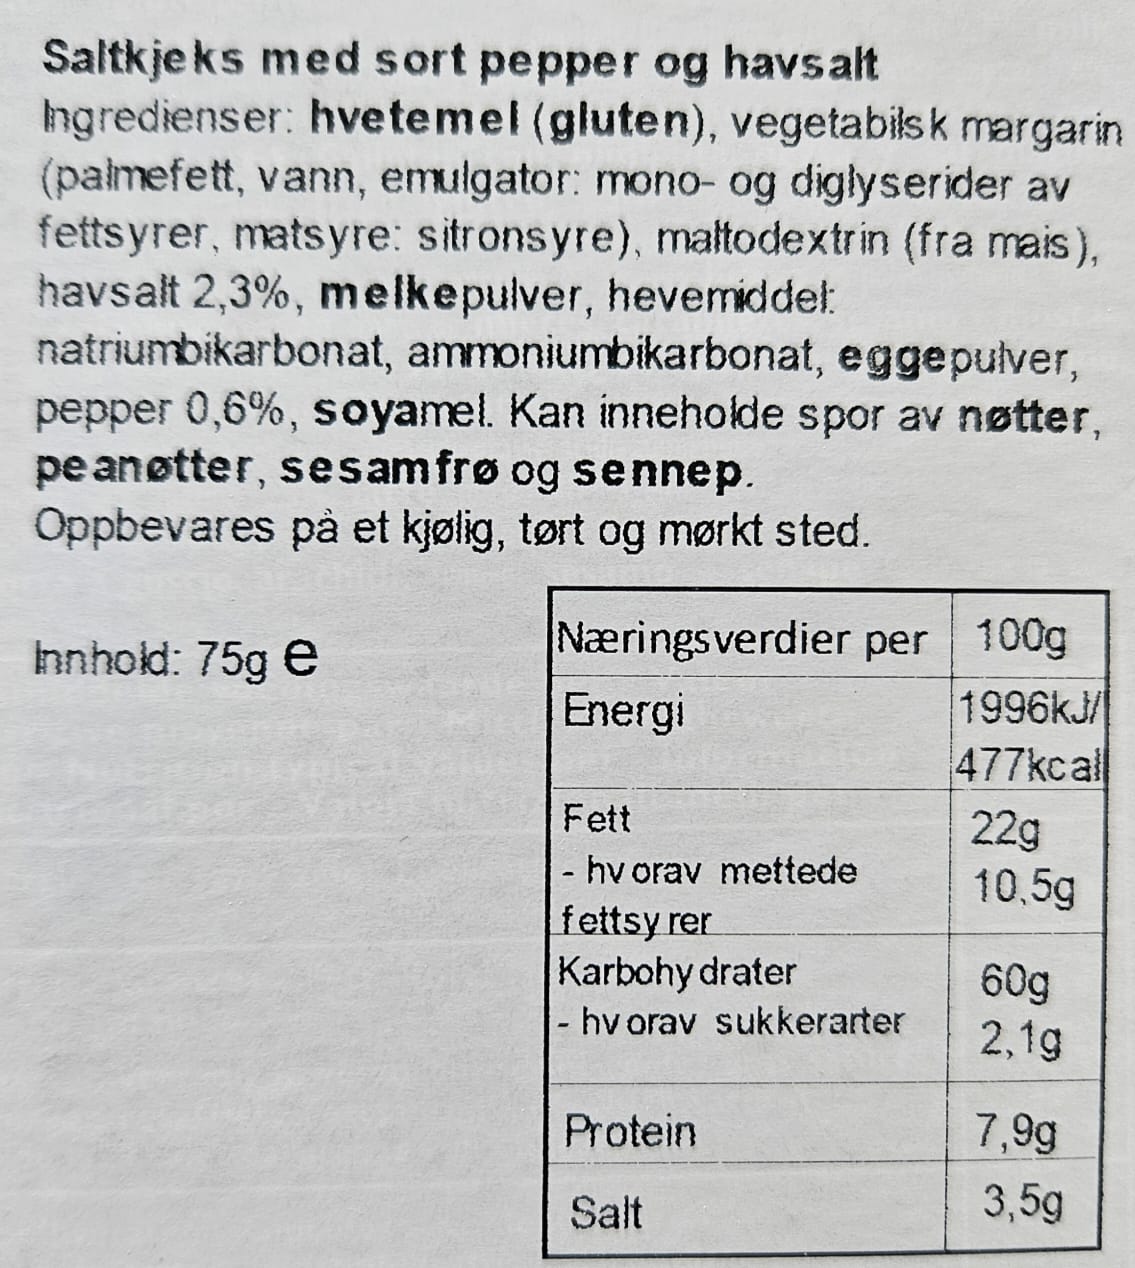 Saltkjeks med sort pepper og havsalt
Ingredienser: hvetemel (gluten), vegetabilsk margarin
(palmefett, vann, emulgator: mono- og diglyserider av
fettsyrer, matsyre: sitronsyre), maltodextrin (fra mais),
havsalt 2,3%, melkepulver, hevemiddel:
natriumbikarbonat, ammoniumbikarbonat, eggepulver,
pepper 0,6%, soyamel. Kan inneholde spor av nøtter,
peanøtter, sesamfrø og sennep.
Oppbevares på et kjølig, tørt og mørkt sted.
Innhold: 75g e
Næringsverdier per 100g
Energi 1996kJ/
477kcal
Fett 22g
- hvorav mettede 10,5g
fettsyrer
Karbohydrater 60g
- hvorav sukkerarter 2,1g
Protein 7,9g
Salt 3,5g